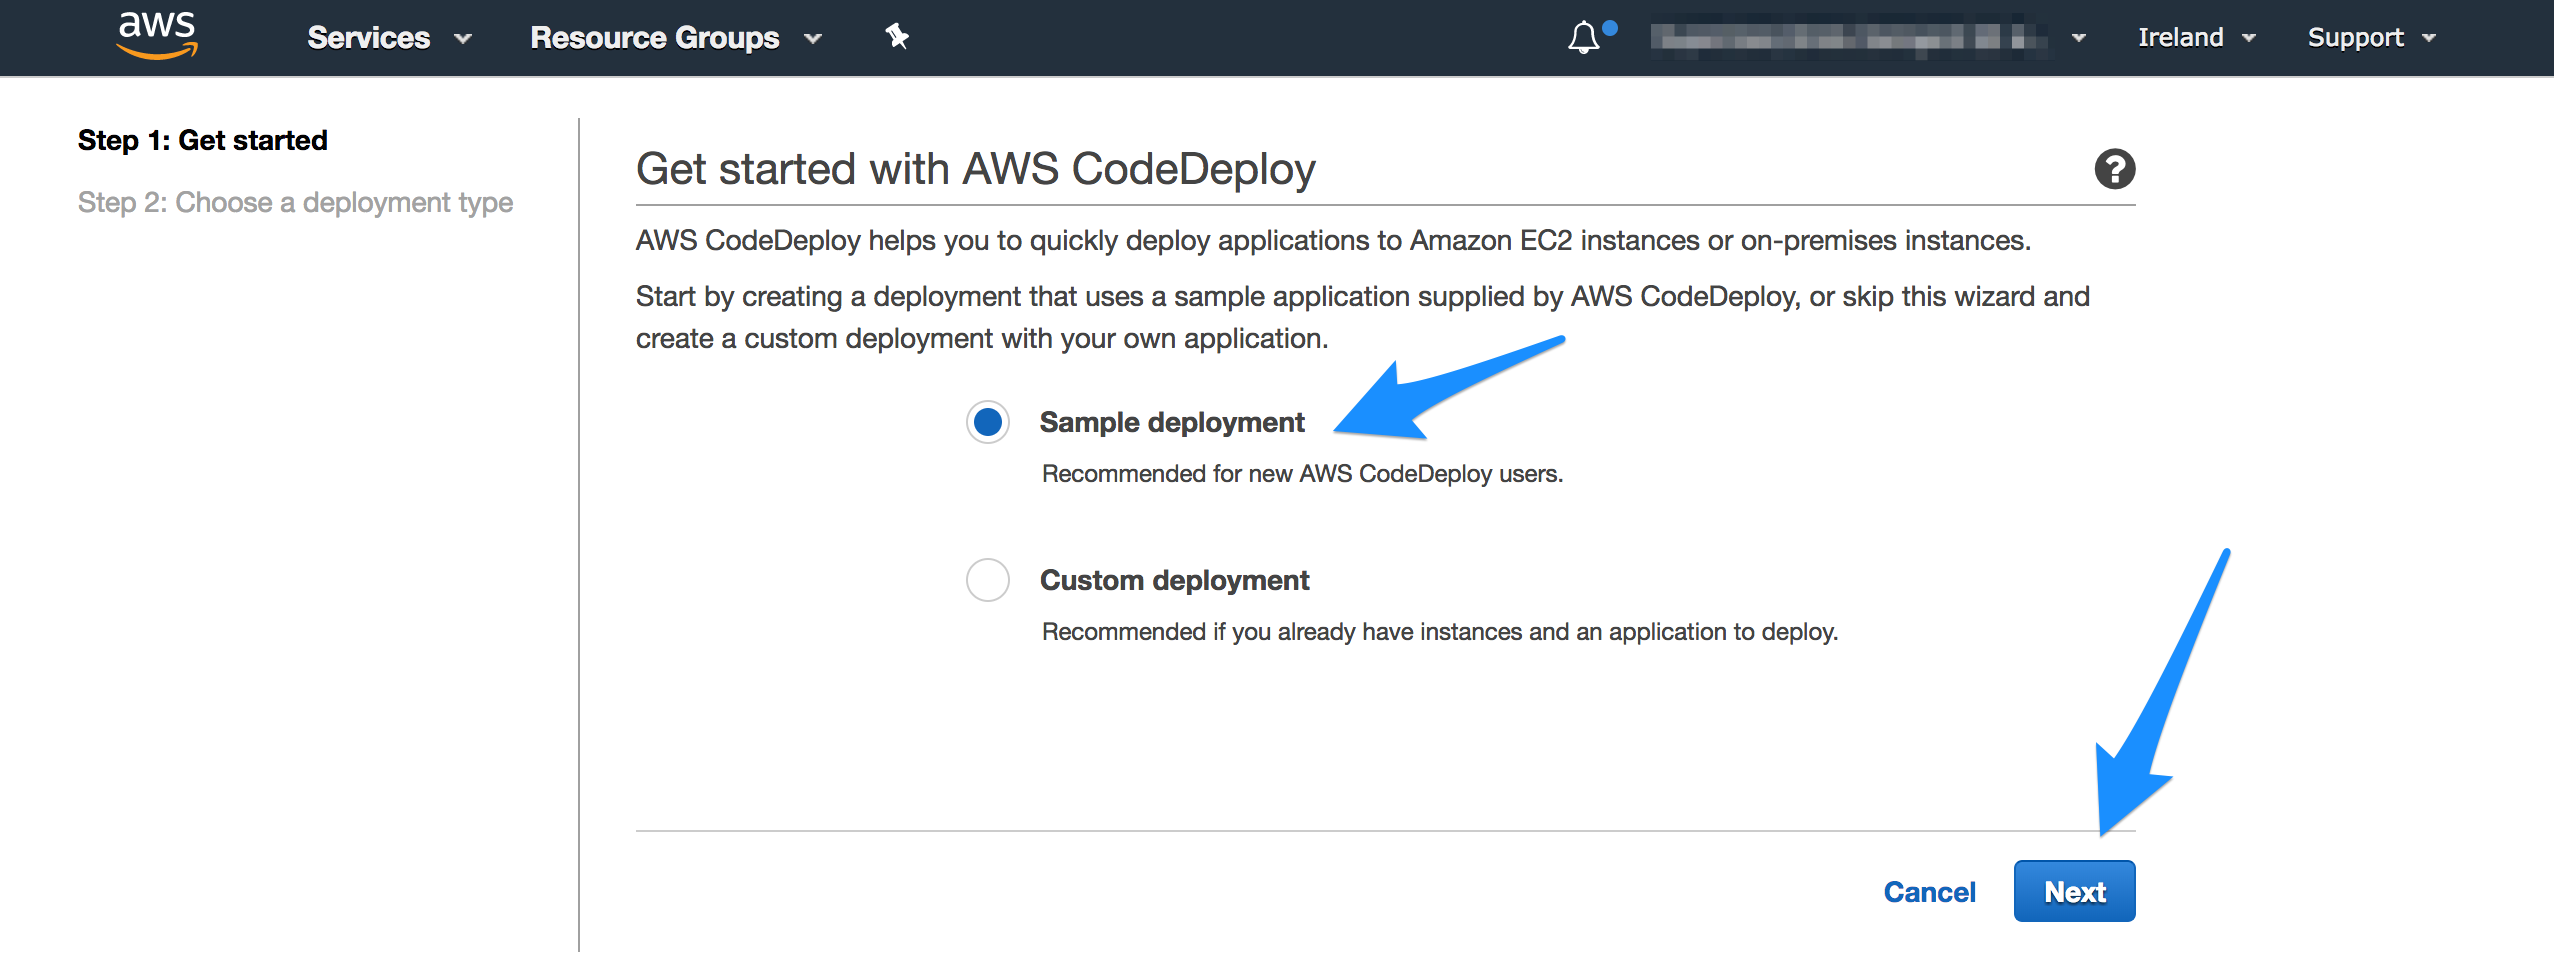 aws
Services
Resource Groups
Ireland
Support
Step 1: Get started
Step 2: Choose a deployment type
Get started with AWS CodeDeploy
?
AWS CodeDeploy helps you to quickly deploy applications to Amazon EC2 instances or on-premises instances.
Start by creating a deployment that uses a sample application supplied by AWS CodeDeploy, or skip this wizard and
create a custom deployment with your own application.
Sample deployment
Recommended for new AWS CodeDeploy users.
Custom deployment
Recommended if you already have instances and an application to deploy.
Cancel
Next